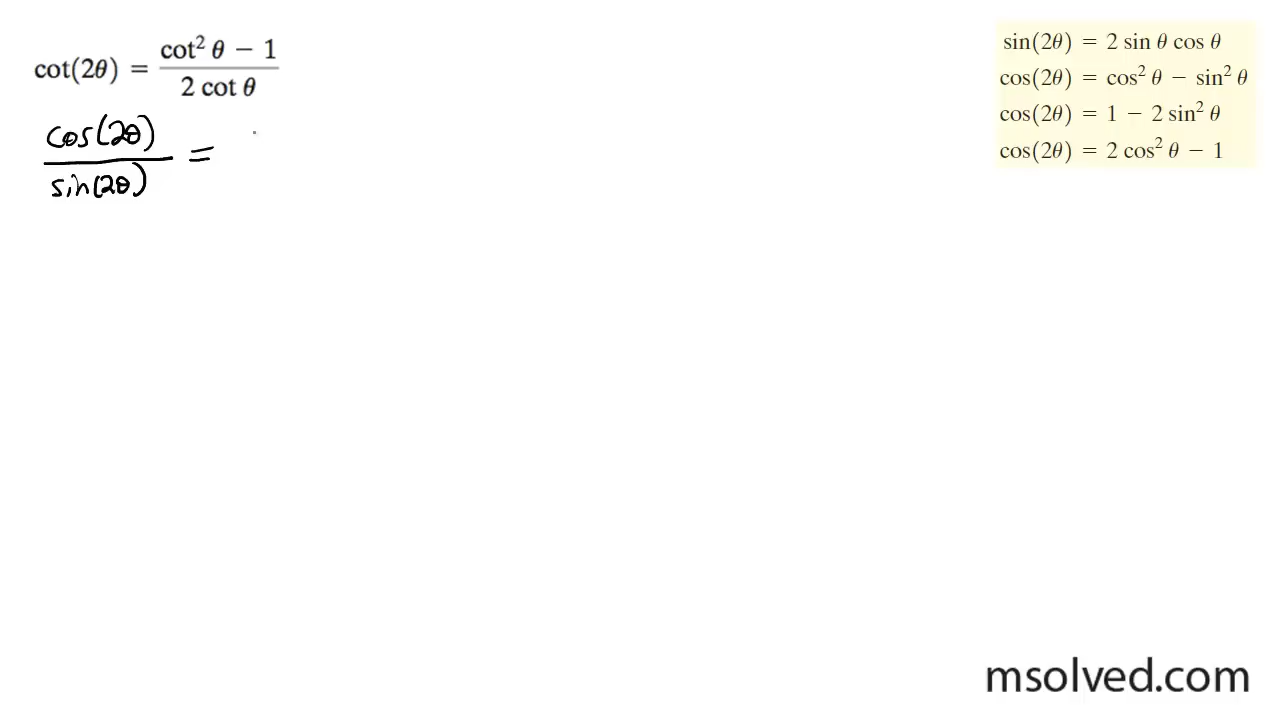 cot(2θ) = (cot² θ − 1) / (2 cot θ)
cos(2θ) / sin(2θ) =
sin(2θ) = 2 sin θ cos θ
cos(2θ) = cos² θ − sin² θ
cos(2θ) = 1 − 2 sin² θ
cos(2θ) = 2 cos² θ − 1
msolved.com